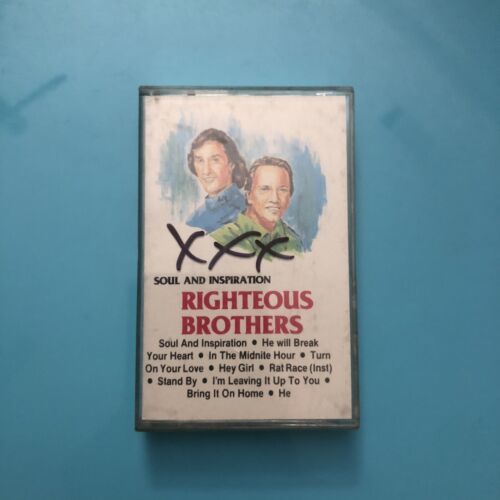 XXX
SOUL AND INSPIRATION
RIGHTEOUS
BROTHERS
Soul And Inspiration • He will Break
Your Heart • In The Midnite Hour • Turn
On Your Love • Hey Girl • Rat Race (Inst)
• Stand By • I'm Leaving It Up To You •
Bring It On Home • He